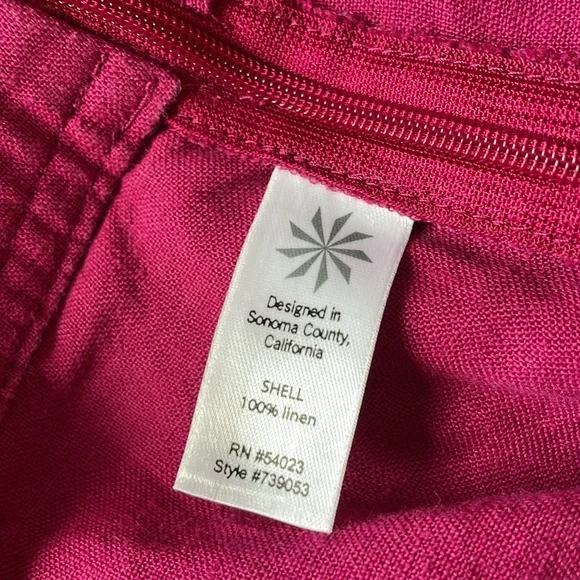 Designed in
Sonoma County,
California
SHELL
100% linen
RN #54023
Style #739053